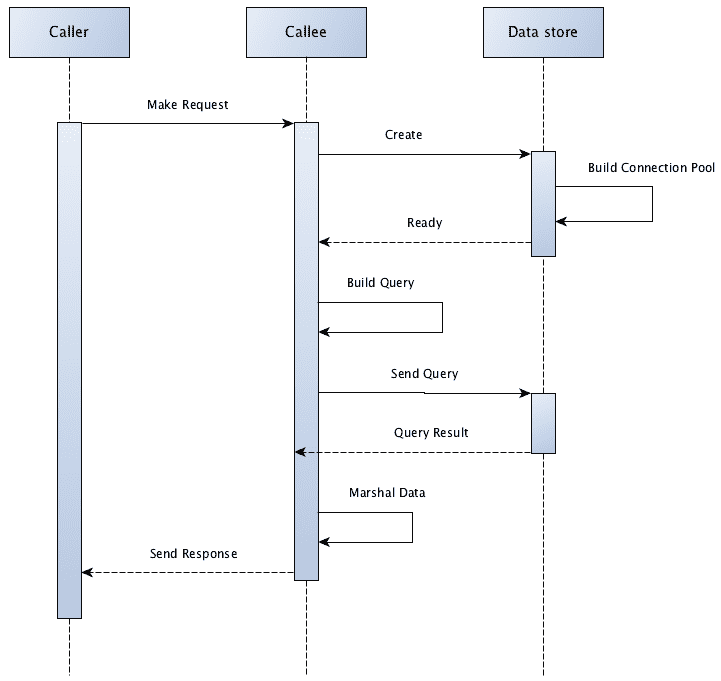 Caller
Callee
Data store
Make Request
Create
Build Connection Pool
Ready
Build Query
Send Query
Query Result
Marshal Data
Send Response